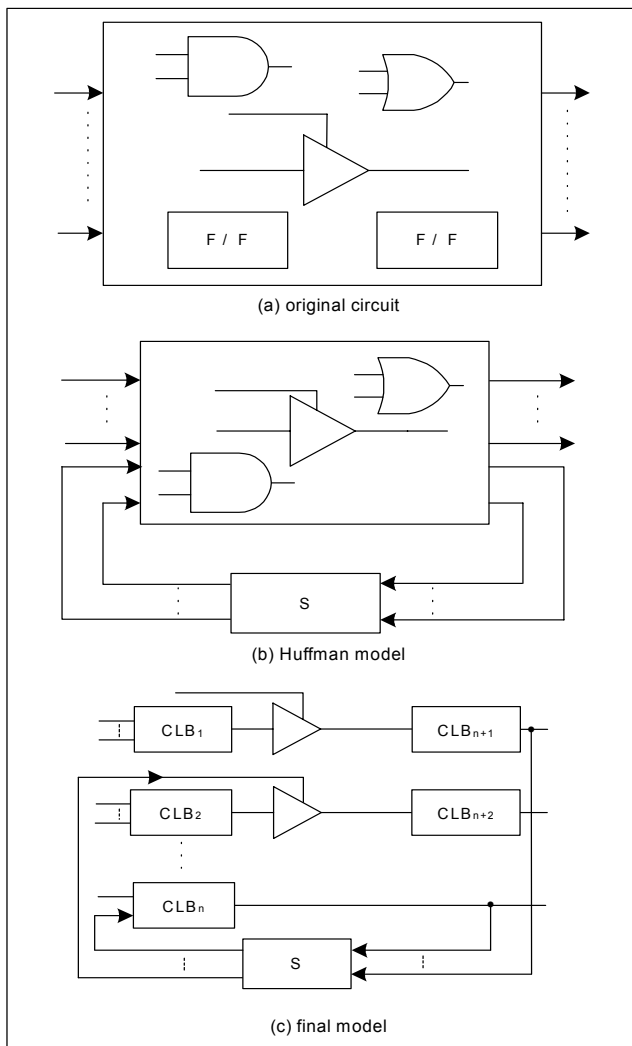 F / F
F / F
(a) original circuit
S
(b) Huffman model
CLB1
CLBn+1
CLB2
CLBn+2
CLBn
S
(c) final model